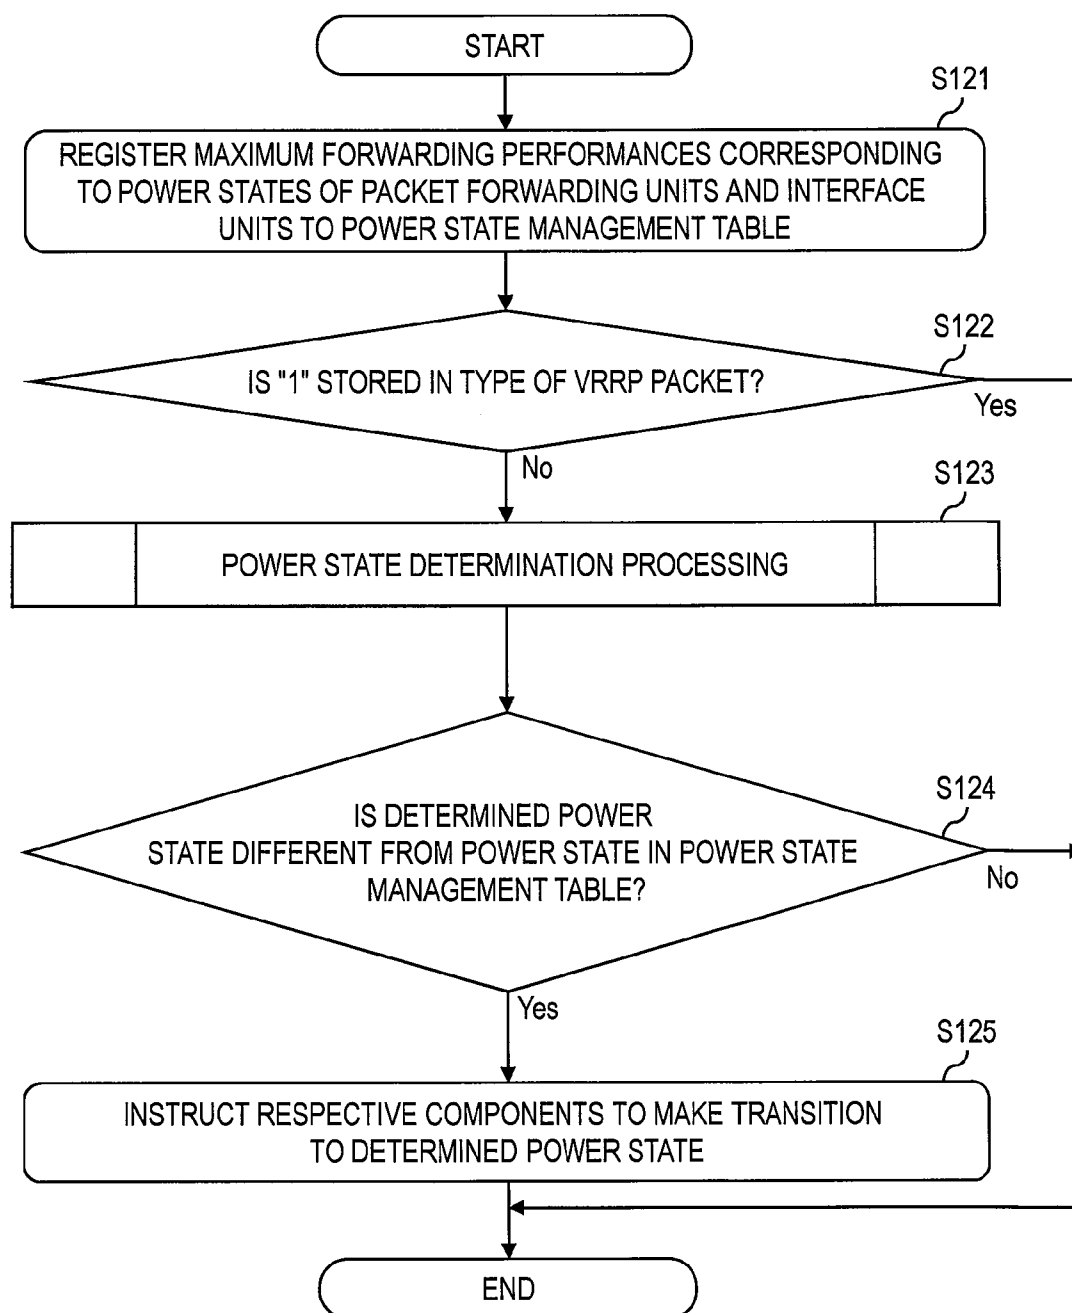 START
S121
REGISTER MAXIMUM FORWARDING PERFORMANCES CORRESPONDING
TO POWER STATES OF PACKET FORWARDING UNITS AND INTERFACE
UNITS TO POWER STATE MANAGEMENT TABLE
S122
IS "1" STORED IN TYPE OF VRRP PACKET?
Yes
No
S123
POWER STATE DETERMINATION PROCESSING
S124
IS DETERMINED POWER
STATE DIFFERENT FROM POWER STATE IN POWER STATE
MANAGEMENT TABLE?
No
Yes
S125
INSTRUCT RESPECTIVE COMPONENTS TO MAKE TRANSITION
TO DETERMINED POWER STATE
END